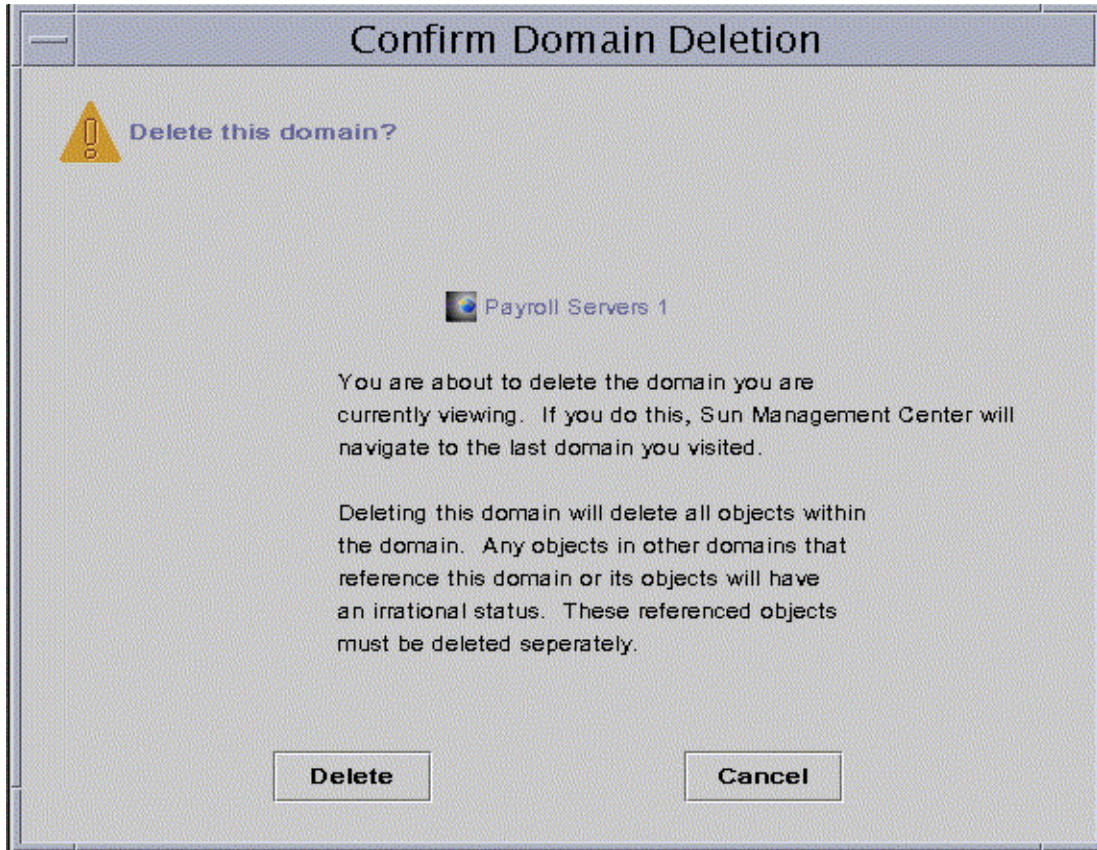 Confirm Domain Deletion
Delete this domain?
Payroll Servers 1
You are about to delete the domain you are
currently viewing. If you do this, Sun Management Center will
navigate to the last domain you visited.
Deleting this domain will delete all objects within
the domain. Any objects in other domains that
reference this domain or its objects will have
an irrational status. These referenced objects
must be deleted seperately.
Delete
Cancel